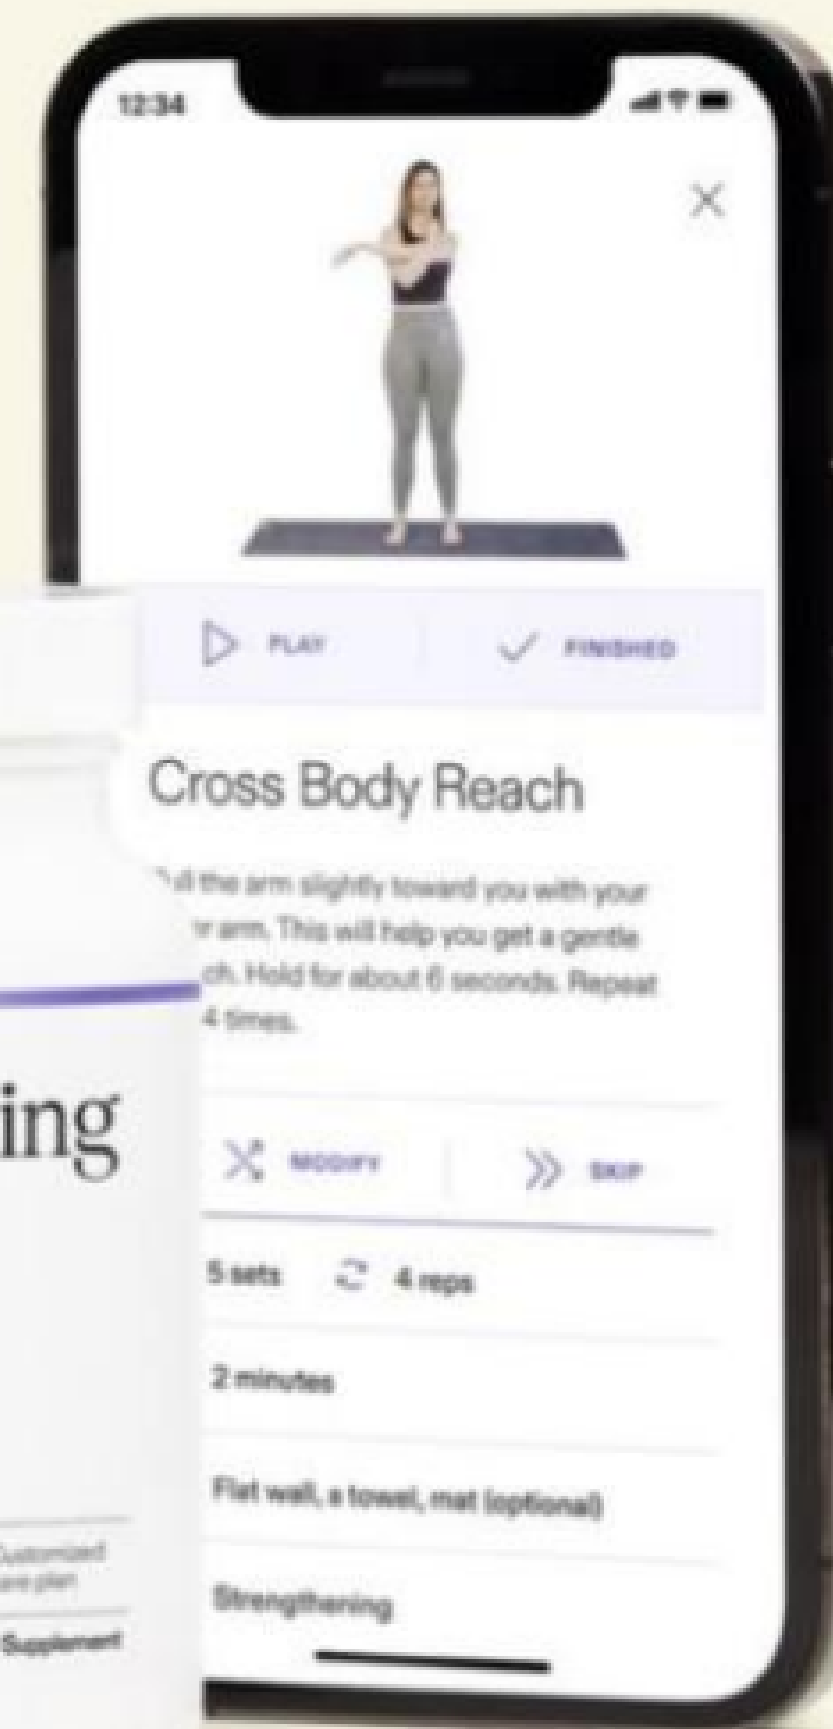 12:34
PLAY
FINISHED
Cross Body Reach
the arm slightly toward you with your
arm. This will help you get a gentle
ch. Hold for about 6 seconds. Repeat
4 times.
MODIFY
SKIP
5 sets
4 reps
2 minutes
Flat wall, a towel, mat (optional)
Strengthening
ing
Customized
are plan
Supplement